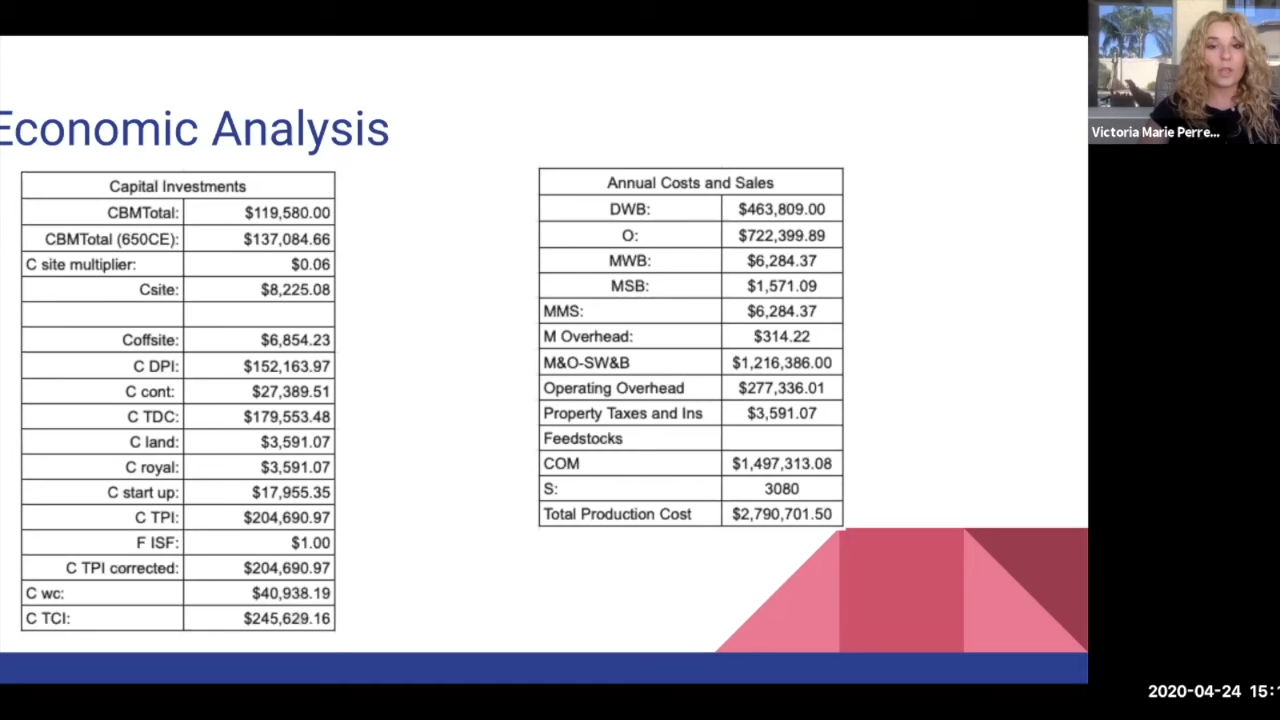 Economic Analysis
Capital Investments
CBMTotal: $119,580.00
CBMTotal (650CE): $137,084.66
C site multiplier: $0.06
Csite: $8,225.08
Coffsite: $6,854.23
C DPI: $152,163.97
C cont: $27,389.51
C TDC: $179,553.48
C land: $3,591.07
C royal: $3,591.07
C start up: $17,955.35
C TPI: $204,690.97
F ISF: $1.00
C TPI corrected: $204,690.97
C wc: $40,938.19
C TCI: $245,629.16
Annual Costs and Sales
DWB: $463,809.00
O: $722,399.89
MWB: $6,284.37
MSB: $1,571.09
MMS: $6,284.37
M Overhead: $314.22
M&O-SW&B $1,216,386.00
Operating Overhead $277,336.01
Property Taxes and Ins $3,591.07
Feedstocks
COM $1,497,313.08
S: 3080
Total Production Cost $2,790,701.50
Victoria Marie Perre...
2020-04-24 15:1